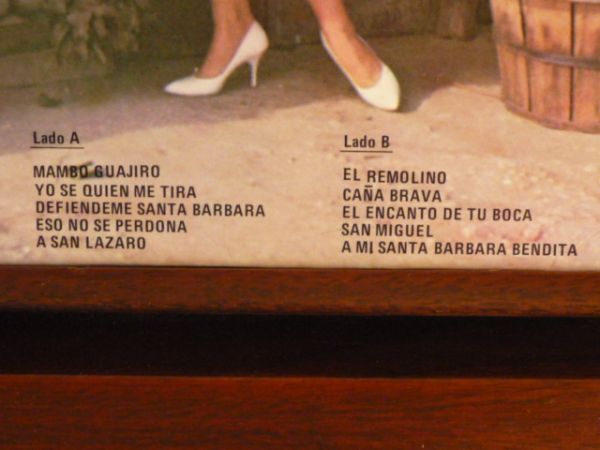 Lado A
MAMBO GUAJIRO
YO SE QUIEN ME TIRA
DEFIENDEME SANTA BARBARA
ESO NO SE PERDONA
A SAN LAZARO
Lado B
EL REMOLINO
CAÑA BRAVA
EL ENCANTO DE TU BOCA
SAN MIGUEL
A MI SANTA BARBARA BENDITA